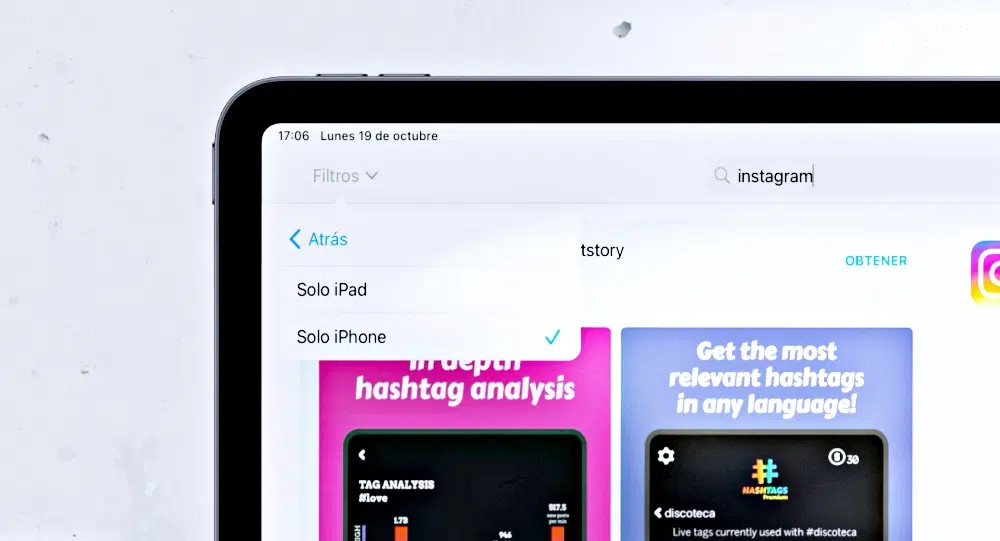 17:06 Lunes 19 de octubre
Filtros
instagram
Atrás
tstory
OBTENER
Solo iPad
Solo iPhone
In depth
hashtag analysis
Get the most
relevant hashtags
in any language!
TAG ANALYSIS
#love
1.7B
946
517.5
new posts
per min
HIGH
30
HASHTAGS
Premium
discoteca
Live tags currently used with #discoteca